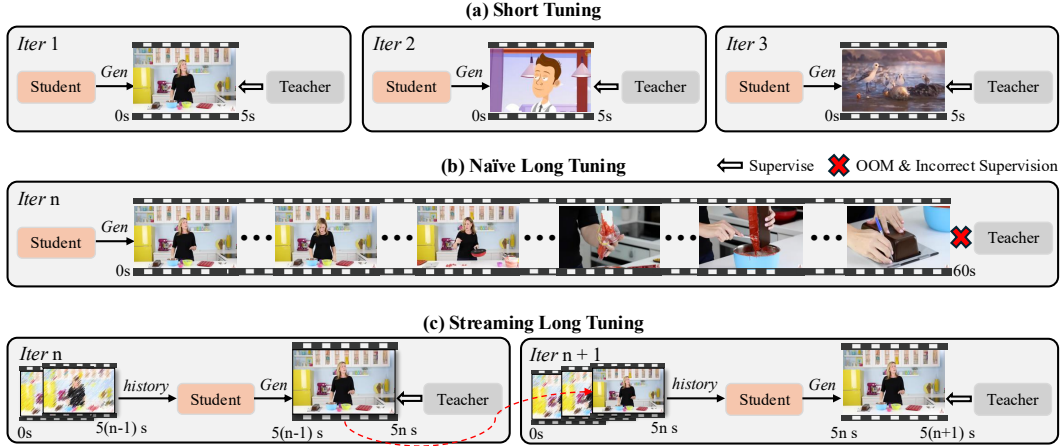 (a) Short Tuning
Iter 1
Student
Gen
Teacher
0s
5s
Iter 2
Student
Gen
Teacher
0s
5s
Iter 3
Student
Gen
Teacher
0s
5s
(b) Naïve Long Tuning
Supervise
OOM & Incorrect Supervision
Iter n
Student
Gen
Teacher
0s
60s
(c) Streaming Long Tuning
Iter n
history
Student
Gen
Teacher
0s
5(n-1) s
5(n-1) s
5n s
Iter n + 1
history
Student
Gen
Teacher
0s
5n s
5n s
5(n+1) s